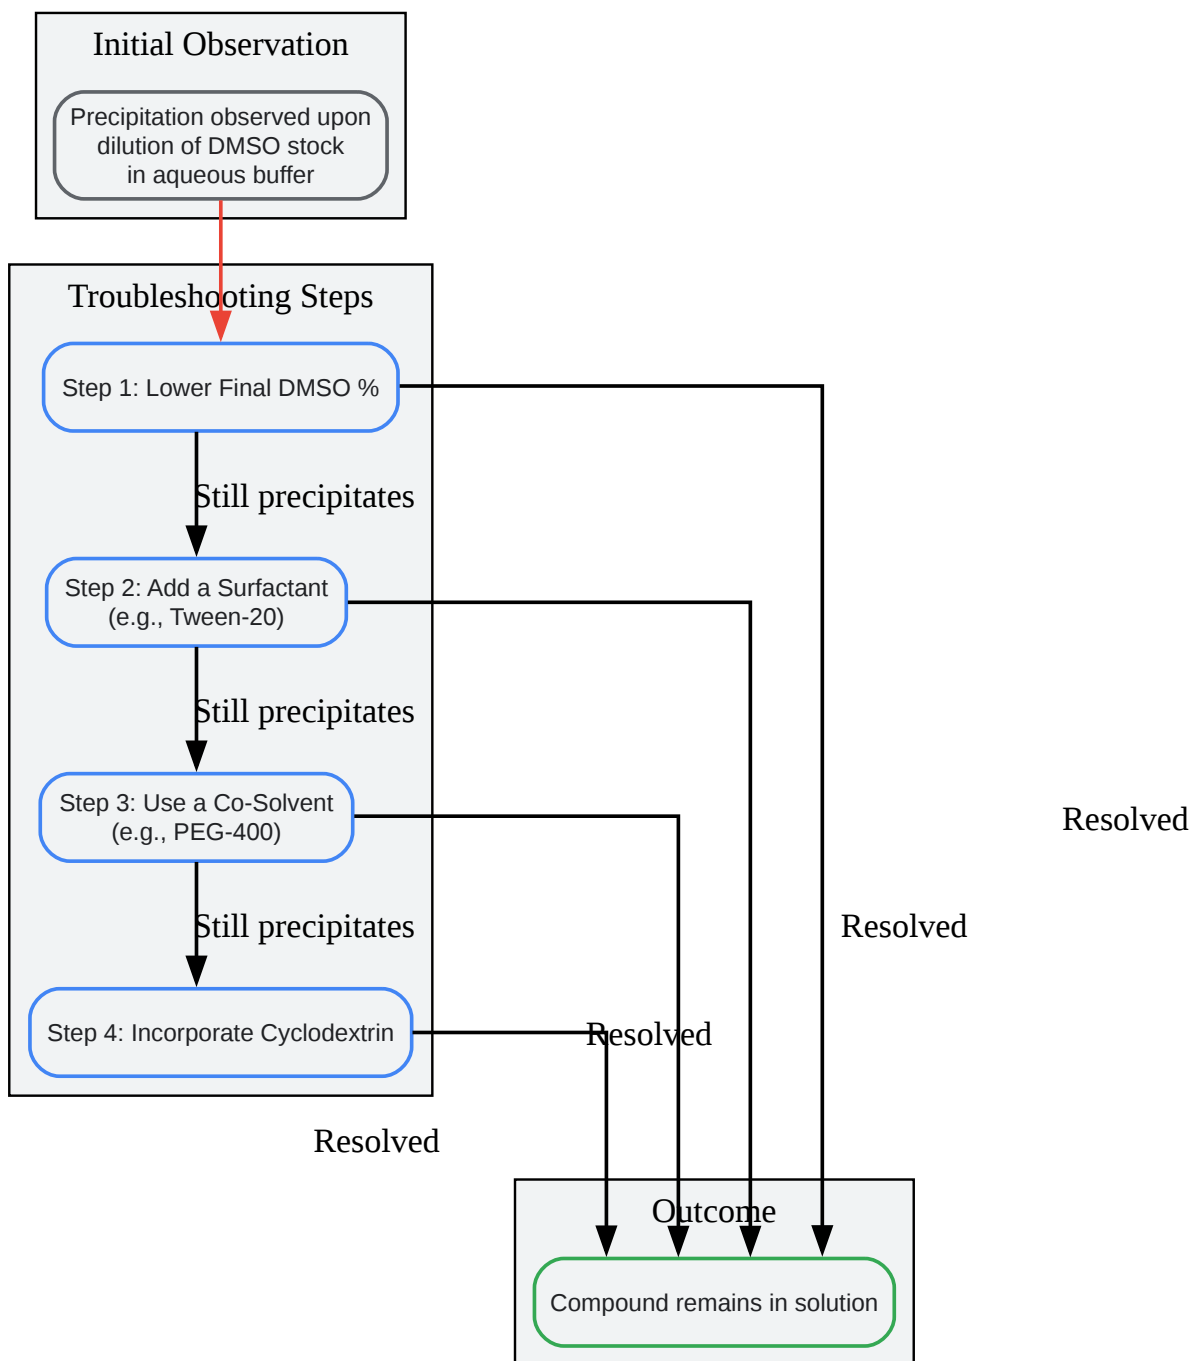 Initial Observation
Precipitation observed upon
dilution of DMSO stock
in aqueous buffer
Troubleshooting Steps
Step 1: Lower Final DMSO %
Still precipitates
Step 2: Add a Surfactant
(e.g., Tween-20)
Still precipitates
Step 3: Use a Co-Solvent
(e.g., PEG-400)
Resolved
Still precipitates
Resolved
Step 4: Incorporate Cyclodextrin
Resolved
Resolved
Outcome
Compound remains in solution